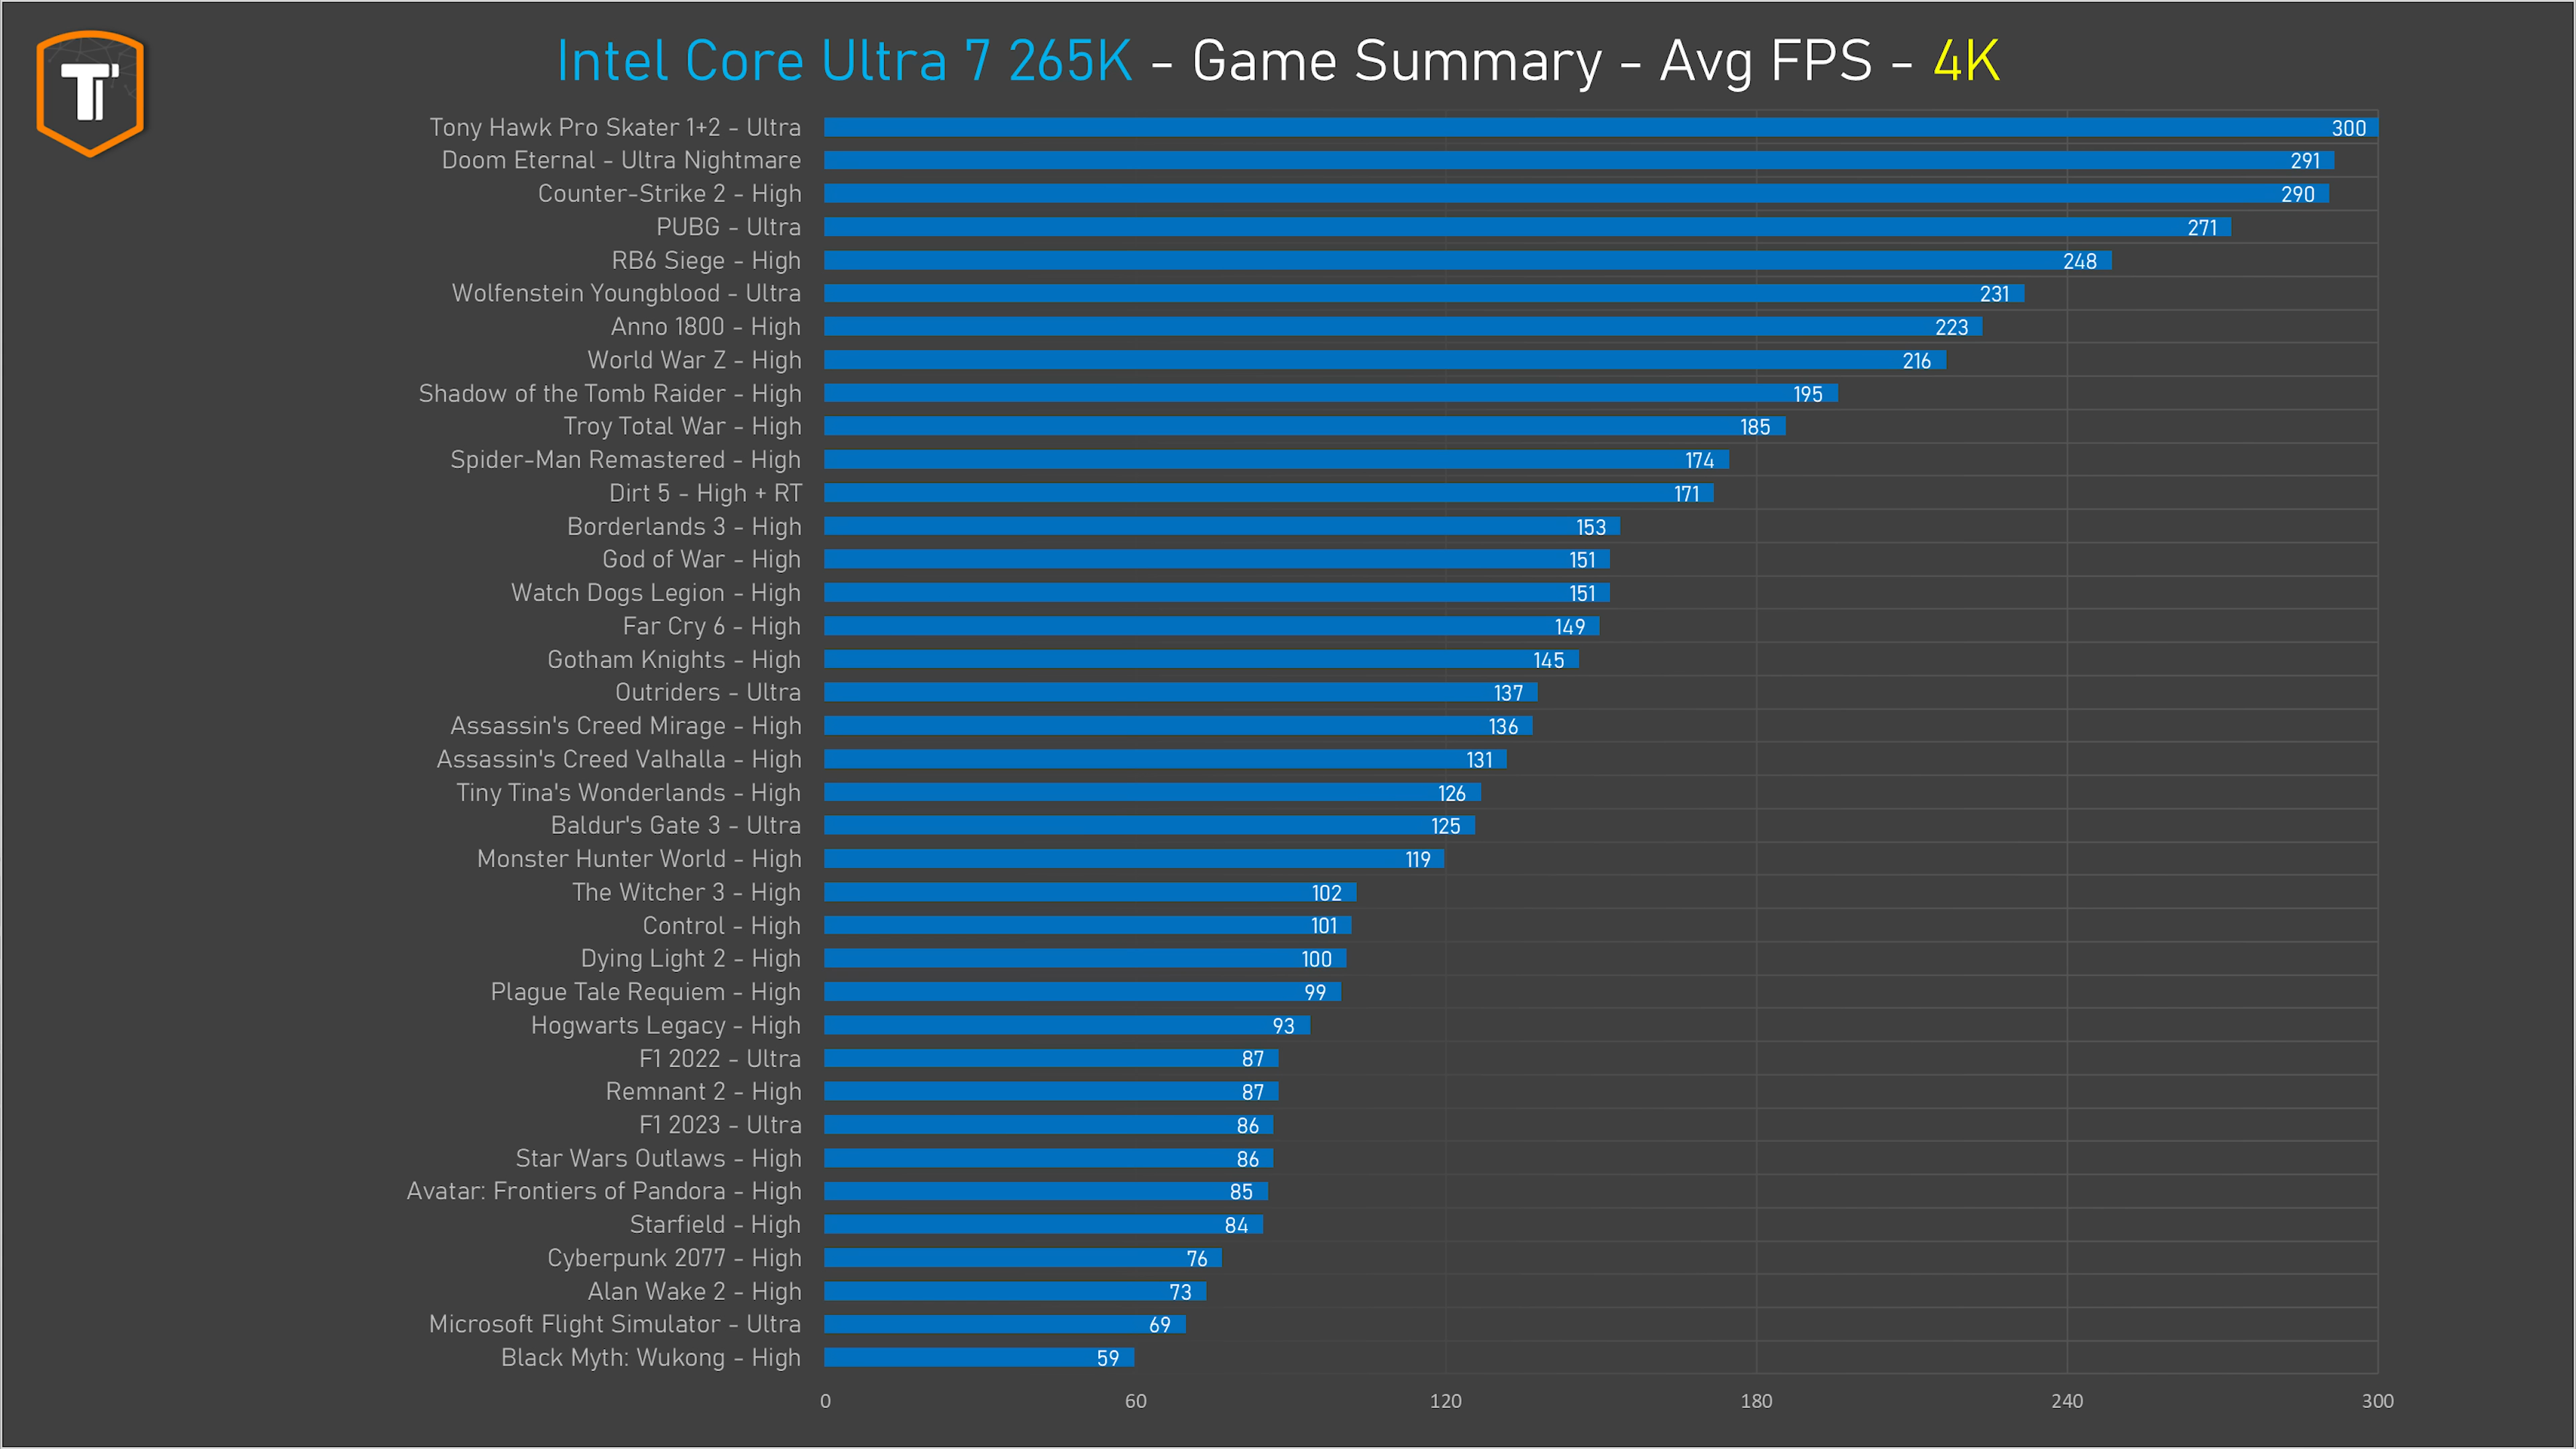 Intel Core Ultra 7 265K - Game Summary - Avg FPS - 4K
Tony Hawk Pro Skater 1+2 - Ultra 300
Doom Eternal - Ultra Nightmare 291
Counter-Strike 2 - High 290
PUBG - Ultra 271
RB6 Siege - High 248
Wolfenstein Youngblood - Ultra 231
Anno 1800 - High 223
World War Z - High 216
Shadow of the Tomb Raider - High 195
Troy Total War - High 185
Spider-Man Remastered - High 174
Dirt 5 - High + RT 171
Borderlands 3 - High 153
God of War - High 151
Watch Dogs Legion - High 151
Far Cry 6 - High 149
Gotham Knights - High 145
Outriders - Ultra 137
Assassin's Creed Mirage - High 136
Assassin's Creed Valhalla - High 131
Tiny Tina's Wonderlands - High 126
Baldur's Gate 3 - Ultra 125
Monster Hunter World - High 119
The Witcher 3 - High 102
Control - High 101
Dying Light 2 - High 100
Plague Tale Requiem - High 99
Hogwarts Legacy - High 93
F1 2022 - Ultra 87
Remnant 2 - High 87
F1 2023 - Ultra 86
Star Wars Outlaws - High 86
Avatar: Frontiers of Pandora - High 85
Starfield - High 84
Cyberpunk 2077 - High 76
Alan Wake 2 - High 73
Microsoft Flight Simulator - Ultra 69
Black Myth: Wukong - High 59
0 60 120 180 240 300